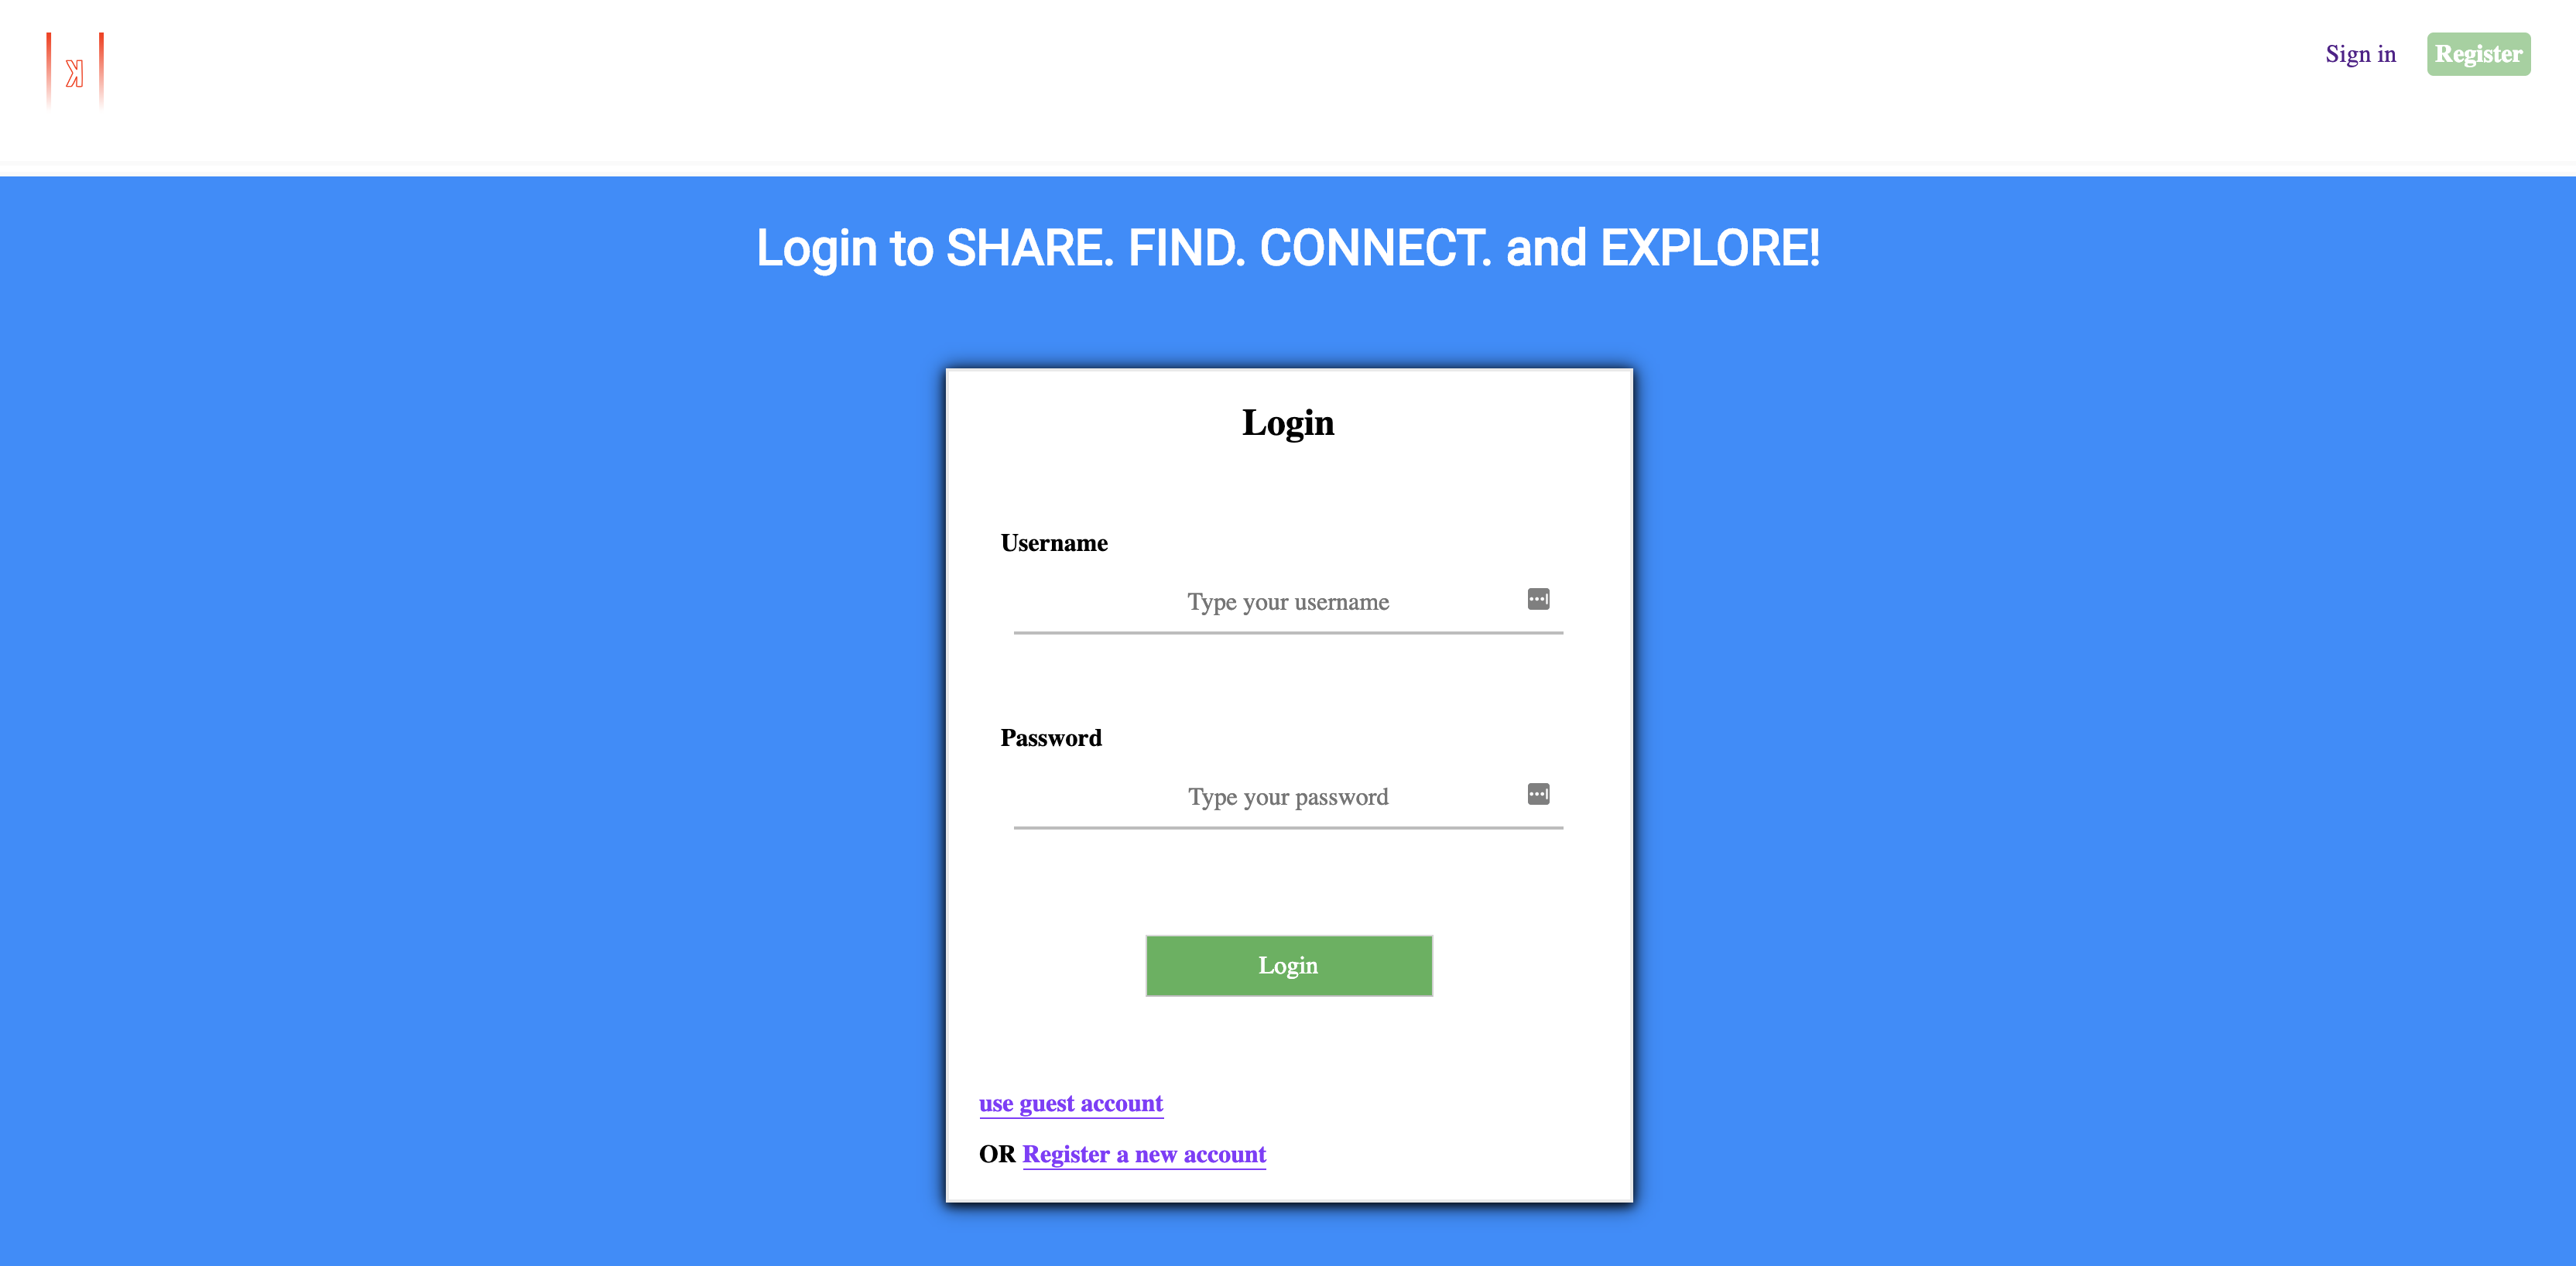 Sign in
Register
Login to SHARE. FIND. CONNECT. and EXPLORE!
Login
Username
Type your username
Password
Type your password
Login
use guest account
OR Register a new account